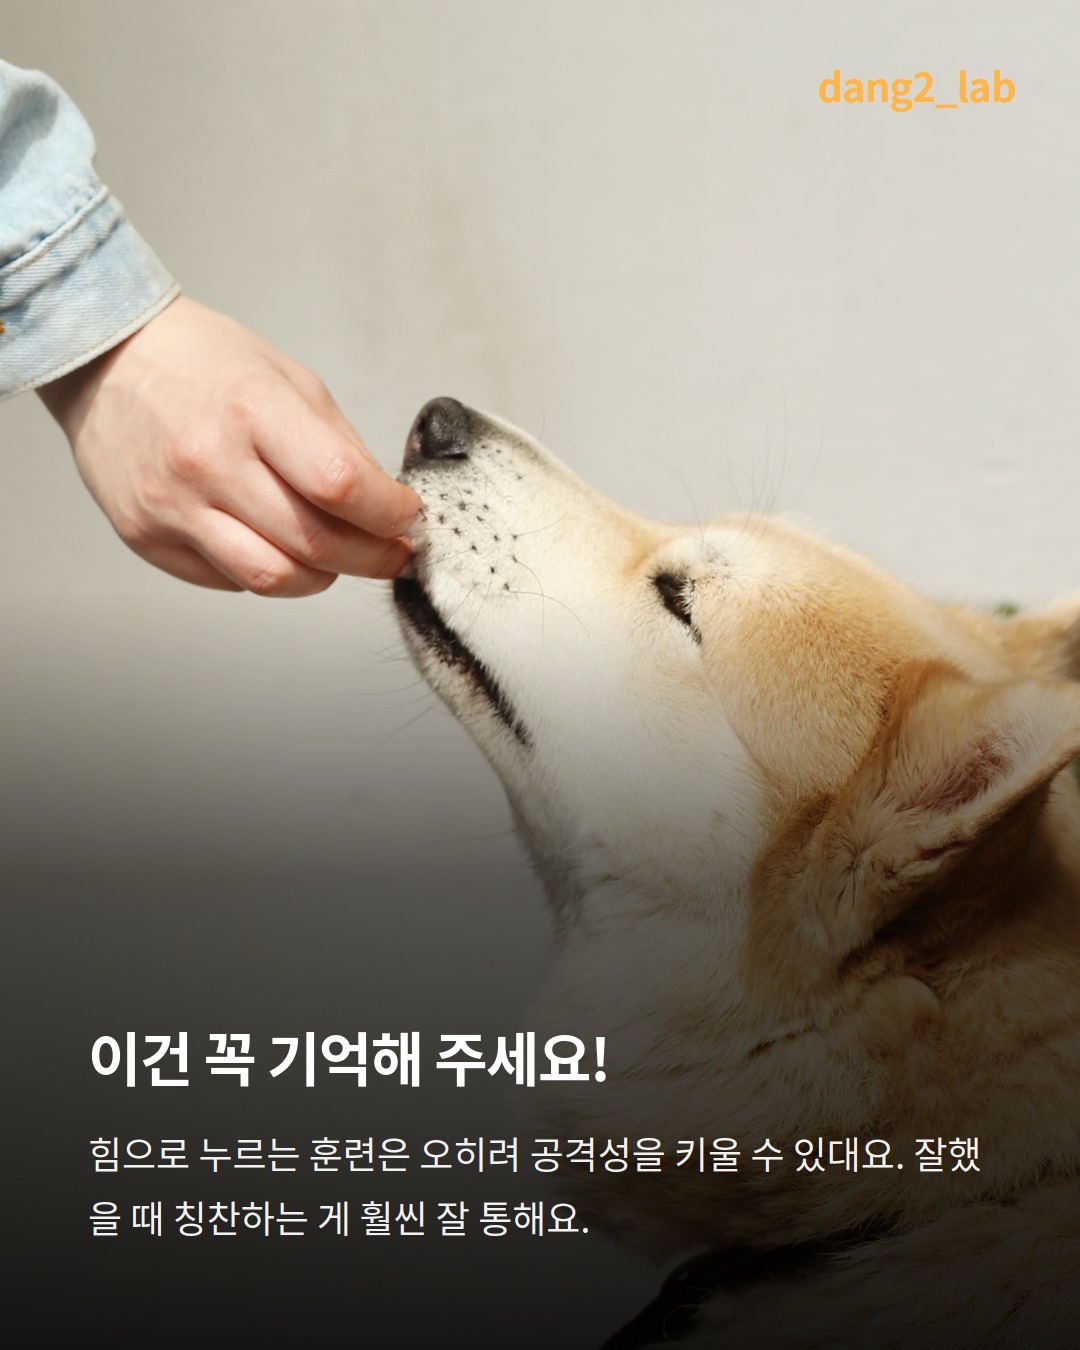 dang2_lab
이건 꼭 기억해 주세요!
힘으로 누르는 훈련은 오히려 공격성을 키울 수 있대요. 잘했
을 때 칭찬하는 게 훨씬 잘 통해요.